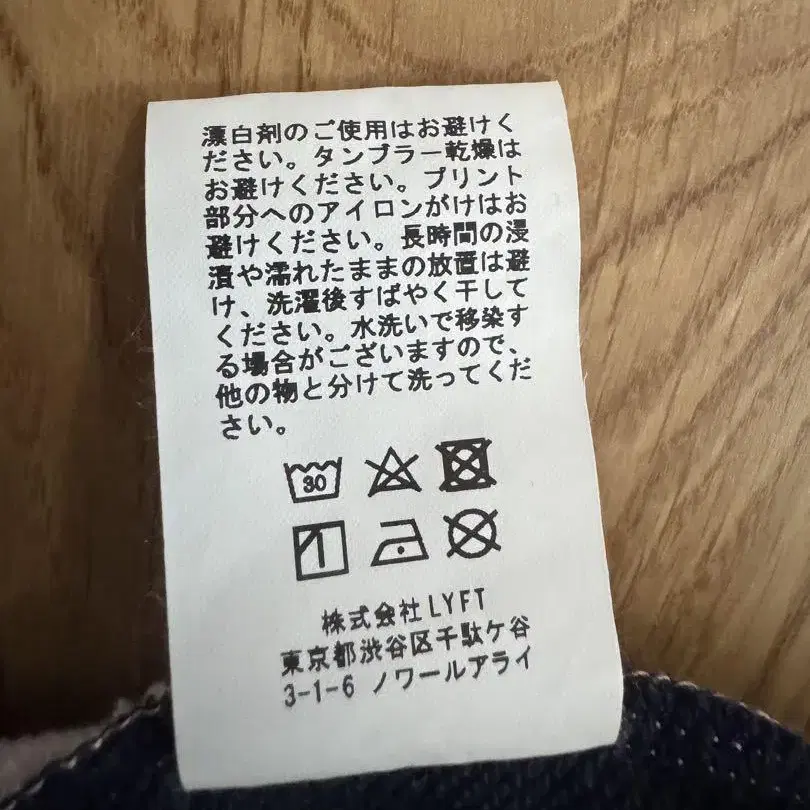 漂白剤のご使用はお避けく
ださい。タンブラー乾燥は
お避けください。プリント
部分へのアイロンがけはお
避けください。長時間の浸
漬や濡れたままの放置は避
け、洗濯後すばやく干して
ください。水洗いで移染す
る場合がございますので、
他の物と分けて洗ってくだ
さい。
30
株式会社LYFT
東京都渋谷区千駄ケ谷
3-1-6 ノワールアライ